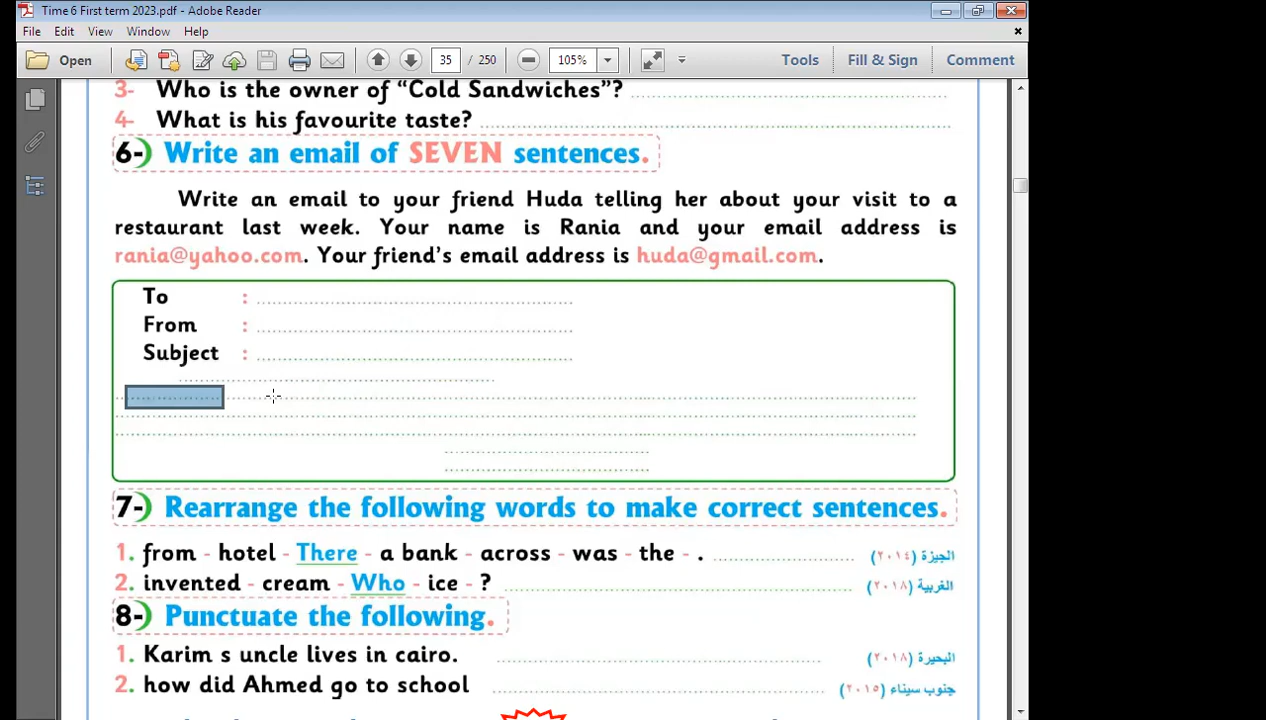 Time 6 First term 2023.pdf - Adobe Reader
File Edit View Window Help
Open 35 / 250 105% Tools Fill & Sign Comment
3- Who is the owner of “Cold Sandwiches”?
4- What is his favourite taste?
6-) Write an email of SEVEN sentences.
Write an email to your friend Huda telling her about your visit to a
restaurant last week. Your name is Rania and your email address is
rania@yahoo.com. Your friend’s email address is huda@gmail.com.
To :
From :
Subject :
7-) Rearrange the following words to make correct sentences.
1. from - hotel - There - a bank - across - was - the - . الجيزة (٢٠١٤)
2. invented - cream - Who - ice - ? الغربية (٢٠١٨)
8-) Punctuate the following.
1. Karim s uncle lives in cairo. البحيرة (٢٠١٨)
2. how did Ahmed go to school جنوب سيناء (٢٠١٥)